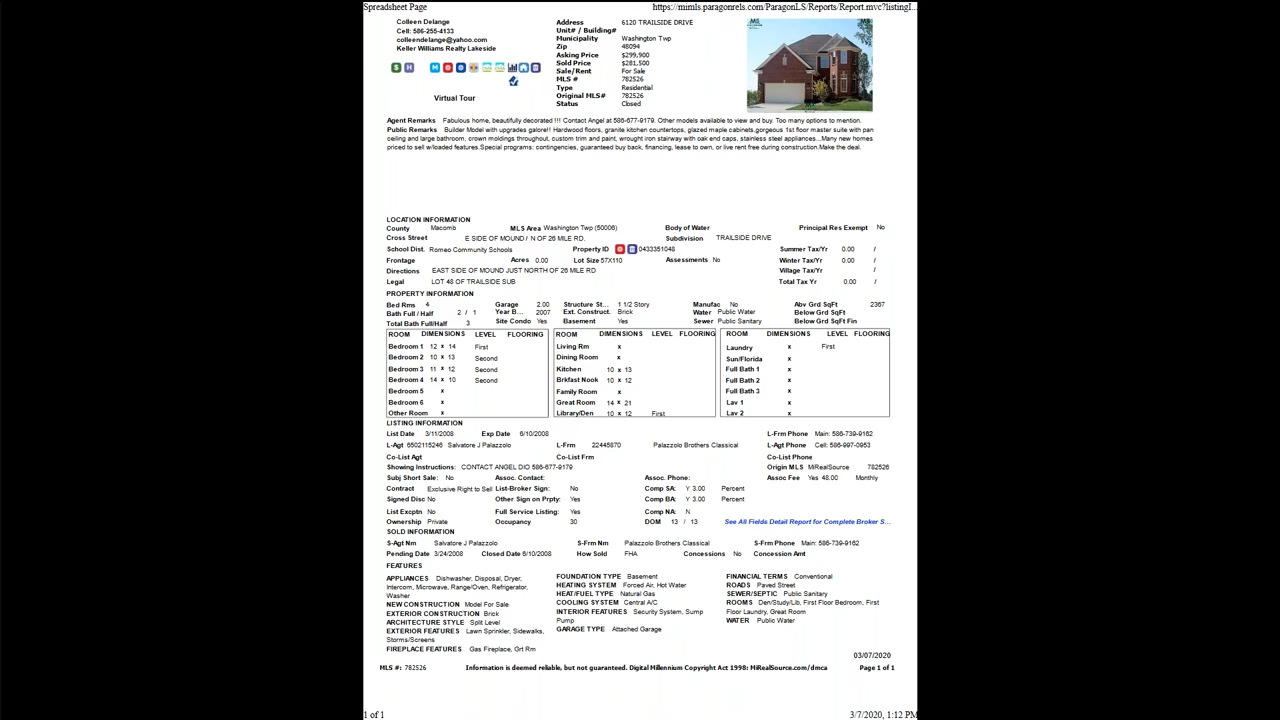 Spreadsheet Page https://mimls.paragonrels.com/ParagonLS/Reports/Report.mvc?listingI...
Colleen Delange
Cell: 586-255-4133
colleendelange@yahoo.com
Keller Williams Realty Lakeside
Virtual Tour
Address 6120 TRAILSIDE DRIVE
Unit# / Building#
Municipality Washington Twp
Zip 48094
Asking Price $299,900
Sold Price $281,500
Sale/Rent For Sale
MLS # 782526
Type Residential
Original MLS# 782526
Status Closed
Agent Remarks Fabulous home, beautifully decorated !!! Contact Angel at 586-677-9179. Other models available to view and buy. Too many options to mention.
Public Remarks Builder Model with upgrades galore!! Hardwood floors, granite kitchen countertops, glazed maple cabinets,gorgeous 1st floor master suite with pan
ceiling and large bathroom, crown moldings throughout, custom trim and paint, wrought iron stairway with oak end caps, stainless steel appliances...Many new homes
priced to sell w/loaded features.Special programs: contingencies, guaranteed buy back, financing, lease to own, or live rent free during construction.Make the deal.
LOCATION INFORMATION
County Macomb MLS Area Washington Twp (50006) Body of Water Principal Res Exempt No
Cross Street E SIDE OF MOUND / N OF 26 MILE RD. Subdivision TRAILSIDE DRIVE
School Dist. Romeo Community Schools Property ID 0433351048 Summer Tax/Yr 0.00 /
Frontage Acres 0.00 Lot Size 57X110 Assessments No Winter Tax/Yr 0.00 /
Directions EAST SIDE OF MOUND JUST NORTH OF 26 MILE RD Village Tax/Yr /
Legal LOT 48 OF TRAILSIDE SUB Total Tax Yr 0.00 /
PROPERTY INFORMATION
Bed Rms 4 Garage 2.00 Structure St... 1 1/2 Story Manufac No Abv Grd SqFt 2367
Bath Full / Half 2 / 1 Year B... 2007 Ext. Construct. Brick Water Public Water Below Grd SqFt
Total Bath Full/Half 3 Site Condo Yes Basement Yes Sewer Public Sanitary Below Grd SqFt Fin
ROOM DIMENSIONS LEVEL FLOORING ROOM DIMENSIONS LEVEL FLOORING ROOM DIMENSIONS LEVEL FLOORING
Bedroom 1 12 x 14 First Living Rm x Laundry x First
Bedroom 2 10 x 13 Second Dining Room x Sun/Florida x
Bedroom 3 11 x 12 Second Kitchen 10 x 13 Full Bath 1 x
Bedroom 4 14 x 10 Second Brkfast Nook 10 x 12 Full Bath 2 x
Bedroom 5 x Family Room x Full Bath 3 x
Bedroom 6 x Great Room 14 x 21 Lav 1 x
Other Room x Library/Den 10 x 12 First Lav 2 x
LISTING INFORMATION
List Date 3/11/2008 Exp Date 6/10/2008 L-Frm Phone Main: 586-739-9162
L-Agt 6502115246 Salvatore J Palazzolo L-Frm 22445870 Palazzolo Brothers Classical L-Agt Phone Cell: 586-997-0953
Co-List Agt Co-List Frm Co-List Phone
Showing Instructions: CONTACT ANGEL DIO 586-677-9179 Origin MLS MiRealSource 782526
Subj Short Sale: No Assoc. Contact: Assoc. Phone: Assoc Fee Yes 48.00 Monthly
Contract Exclusive Right to Sell List-Broker Sign: No Comp SA: Y 3.00 Percent
Signed Disc No Other Sign on Prpty: Yes Comp BA: Y 3.00 Percent
List Exceptn No Full Service Listing: Yes Comp NA: N
Ownership Private Occupancy 30 DOM 13 / 13 See All Fields Detail Report for Complete Broker S...
SOLD INFORMATION
S-Agt Nm Salvatore J Palazzolo S-Frm Nm Palazzolo Brothers Classical S-Frm Phone Main: 586-739-9162
Pending Date 3/24/2008 Closed Date 6/10/2008 How Sold FHA Concessions No Concession Amt
FEATURES
APPLIANCES Dishwasher, Disposal, Dryer,
Intercom, Microwave, Range/Oven, Refrigerator,
Washer
NEW CONSTRUCTION Model For Sale
EXTERIOR CONSTRUCTION Brick
ARCHITECTURE STYLE Split Level
EXTERIOR FEATURES Lawn Sprinkler, Sidewalks,
Storms/Screens
FIREPLACE FEATURES Gas Fireplace, Grt Rm
FOUNDATION TYPE Basement
HEATING SYSTEM Forced Air, Hot Water
HEAT/FUEL TYPE Natural Gas
COOLING SYSTEM Central A/C
INTERIOR FEATURES Security System, Sump
Pump
GARAGE TYPE Attached Garage
FINANCIAL TERMS Conventional
ROADS Paved Street
SEWER/SEPTIC Public Sanitary
ROOMS Den/Study/Lib, First Floor Bedroom, First
Floor Laundry, Great Room
WATER Public Water
03/07/2020
MLS #: 782526 Information is deemed reliable, but not guaranteed. Digital Millennium Copyright Act 1998: MiRealSource.com/dmca Page 1 of 1
1 of 1 3/7/2020, 1:12 PM